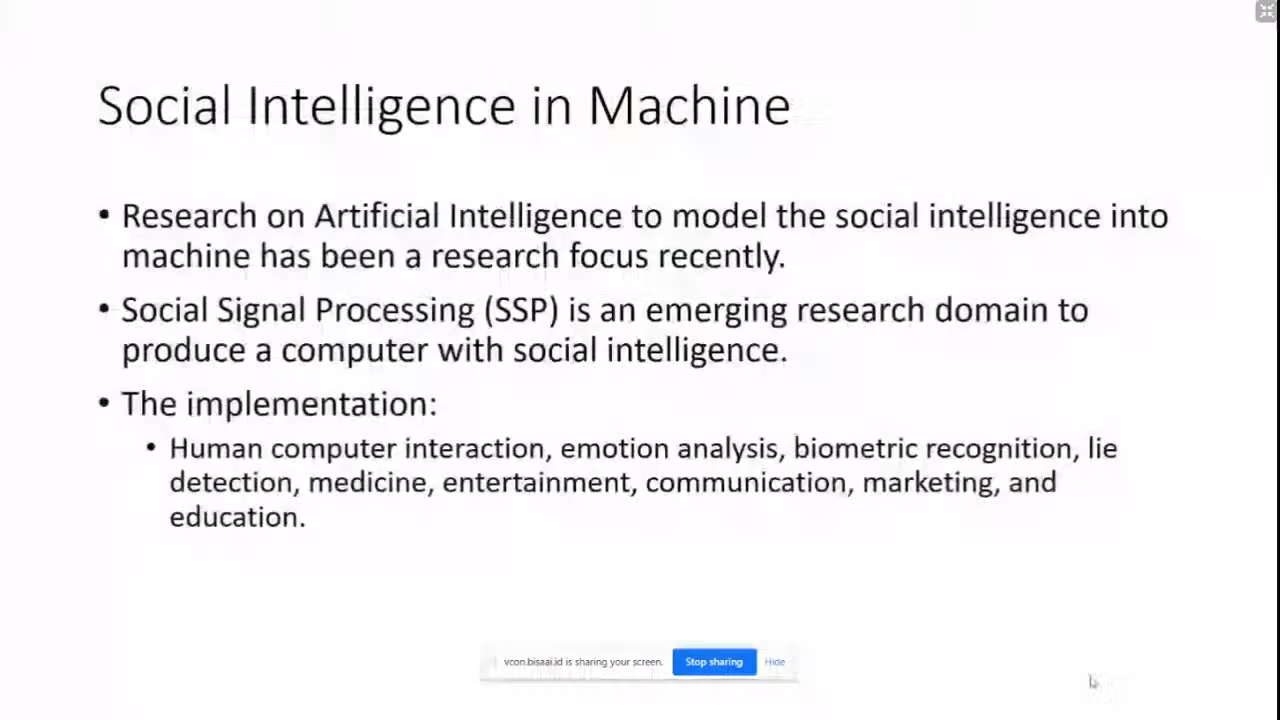 Social Intelligence in Machine
• Research on Artificial Intelligence to model the social intelligence into
machine has been a research focus recently.
• Social Signal Processing (SSP) is an emerging research domain to
produce a computer with social intelligence.
• The implementation:
• Human computer interaction, emotion analysis, biometric recognition, lie
detection, medicine, entertainment, communication, marketing, and
education.
vcon.bisaai.id is sharing your screen. Stop sharing Hide